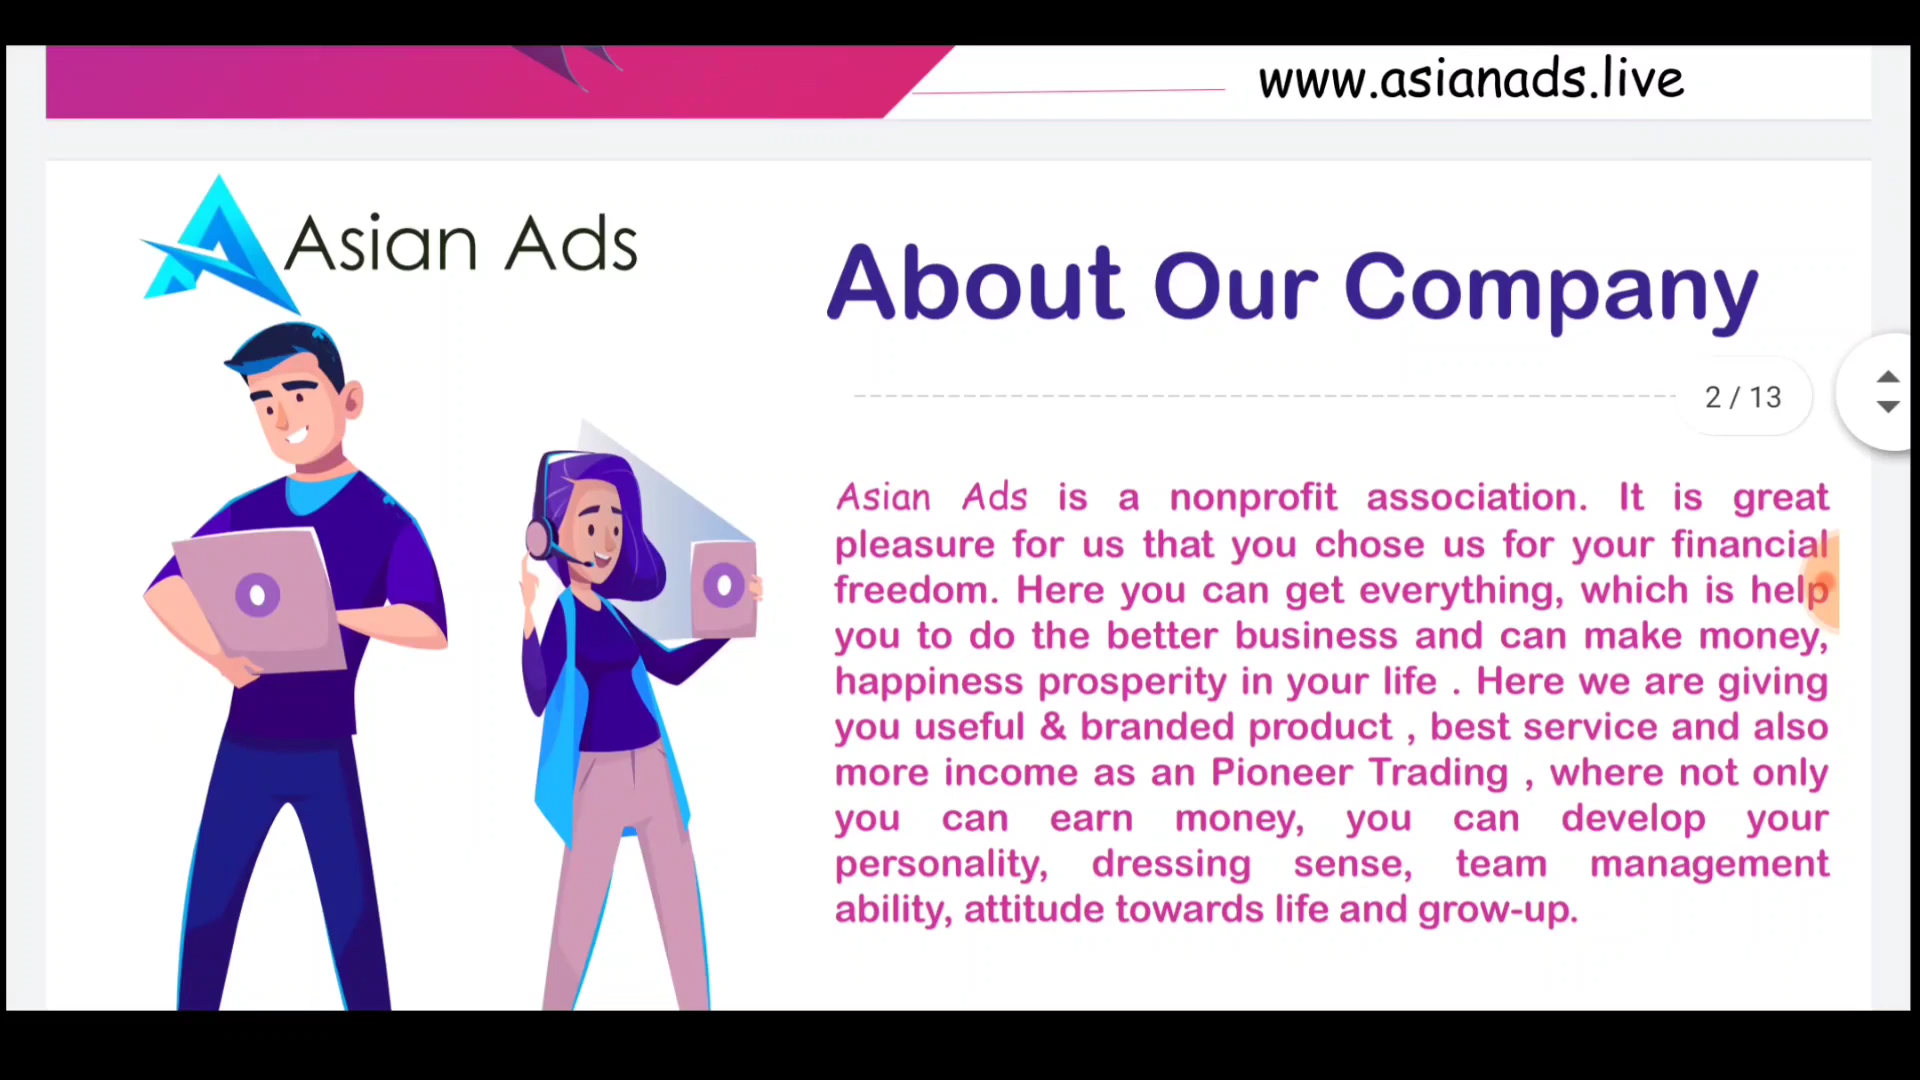 www.asianads.live
Asian Ads
About Our Company
2 / 13
Asian Ads is a nonprofit association. It is great
pleasure for us that you chose us for your financial
freedom. Here you can get everything, which is help
you to do the better business and can make money,
happiness prosperity in your life . Here we are giving
you useful & branded product , best service and also
more income as an Pioneer Trading , where not only
you can earn money, you can develop your
personality, dressing sense, team management
ability, attitude towards life and grow-up.